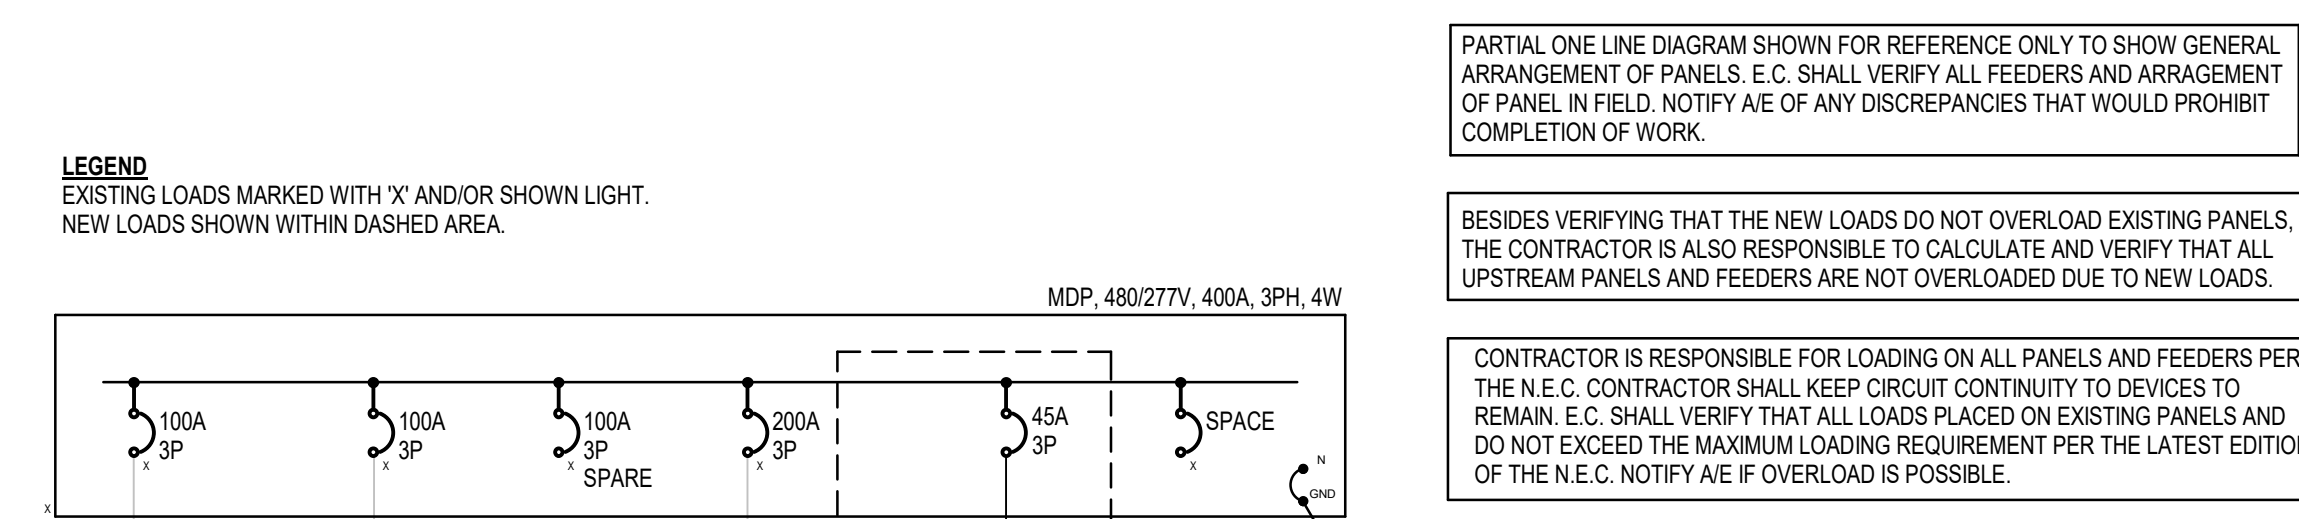 PARTIAL ONE LINE DIAGRAM SHOWN FOR REFERENCE ONLY TO SHOW GENERAL
ARRANGEMENT OF PANELS. E.C. SHALL VERIFY ALL FEEDERS AND ARRAGEMENT
OF PANEL IN FIELD. NOTIFY A/E OF ANY DISCREPANCIES THAT WOULD PROHIBIT
COMPLETION OF WORK.
LEGEND
EXISTING LOADS MARKED WITH 'X' AND/OR SHOWN LIGHT.
NEW LOADS SHOWN WITHIN DASHED AREA.
BESIDES VERIFYING THAT THE NEW LOADS DO NOT OVERLOAD EXISTING PANELS,
THE CONTRACTOR IS ALSO RESPONSIBLE TO CALCULATE AND VERIFY THAT ALL
UPSTREAM PANELS AND FEEDERS ARE NOT OVERLOADED DUE TO NEW LOADS.
MDP, 480/277V, 400A, 3PH, 4W
100A
3P
X
100A
3P
X
100A
3P
X
SPARE
200A
3P
X
45A
3P
SPACE
X
N
GND
X
CONTRACTOR IS RESPONSIBLE FOR LOADING ON ALL PANELS AND FEEDERS PER
THE N.E.C. CONTRACTOR SHALL KEEP CIRCUIT CONTINUITY TO DEVICES TO
REMAIN. E.C. SHALL VERIFY THAT ALL LOADS PLACED ON EXISTING PANELS AND
DO NOT EXCEED THE MAXIMUM LOADING REQUIREMENT PER THE LATEST EDITION
OF THE N.E.C. NOTIFY A/E IF OVERLOAD IS POSSIBLE.